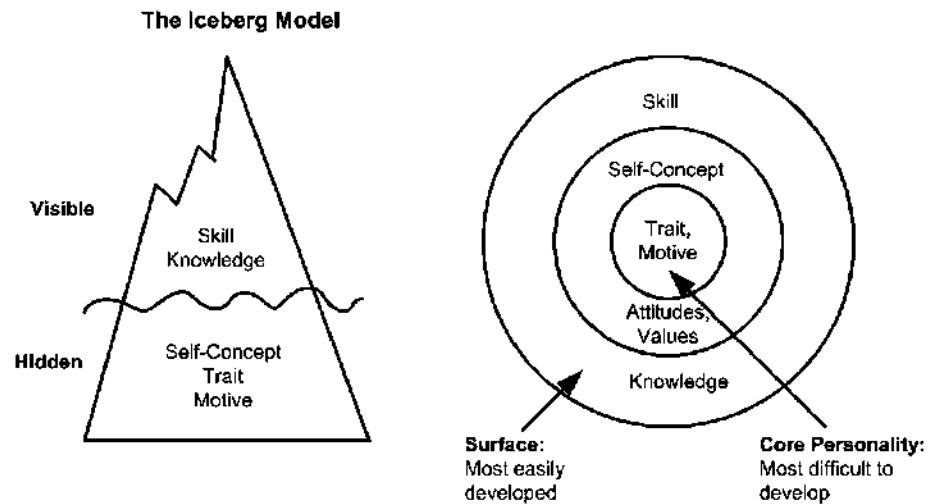 The Iceberg Model
Visible
Skill
Knowledge
Hidden
Self-Concept
Trait
Motive
Skill
Self-Concept
Trait,
Motive
Attitudes,
Values
Knowledge
Surface:
Most easily
developed
Core Personality:
Most difficult to
develop